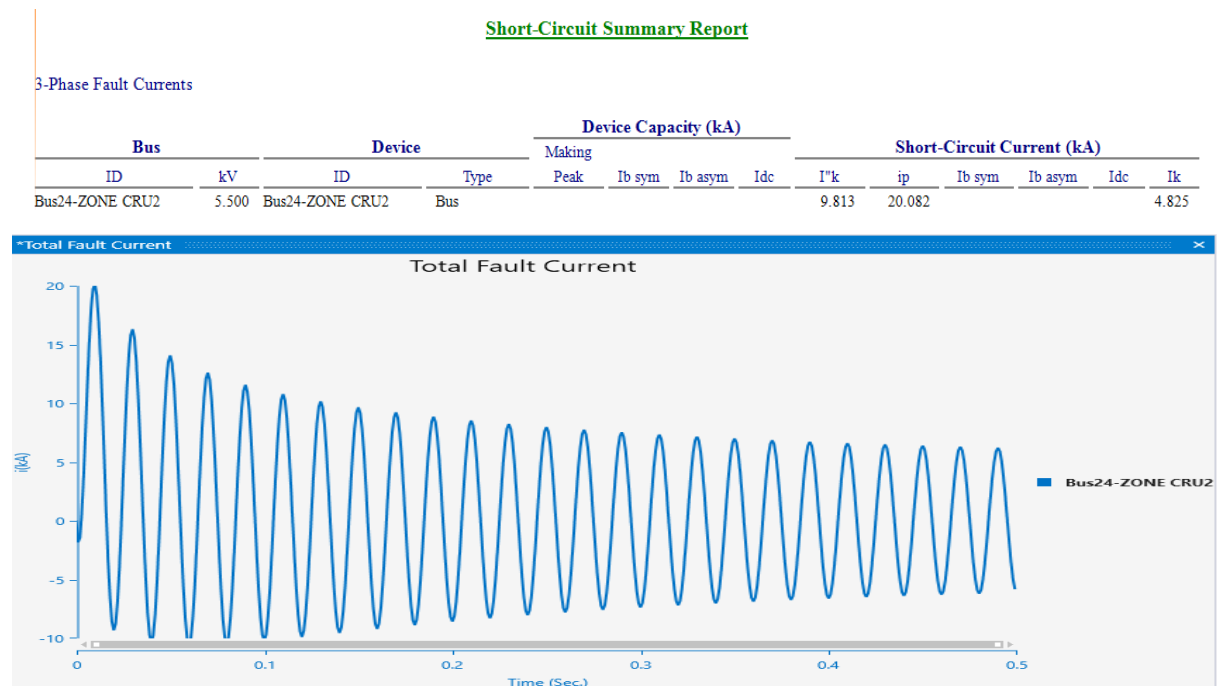 Short-Circuit Summary Report
3-Phase Fault Currents
Device Capacity (kA)
Bus Device Making Short-Circuit Current (kA)
ID kV ID Type Peak Ib sym Ib asym Idc I"k ip Ib sym Ib asym Idc Ik
Bus24-ZONE CRU2 5.500 Bus24-ZONE CRU2 Bus 9.813 20.082 4.825
*Total Fault Current
Total Fault Current
20
15
10
5
0
-5
-10
i(kA)
Bus24-ZONE CRU2
0 0.1 0.2 0.3 0.4 0.5
Time (Sec.)